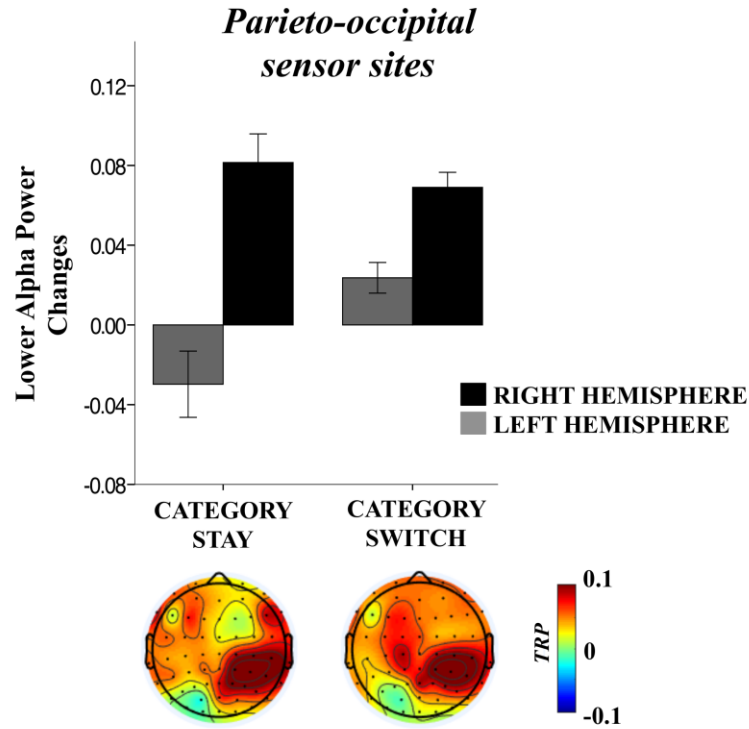 Parieto-occipital
sensor sites
Lower Alpha Power
Changes
0.12
0.08
0.04
0.00
-0.04
-0.08
RIGHT HEMISPHERE
LEFT HEMISPHERE
CATEGORY
STAY
CATEGORY
SWITCH
TRP
0.1
0
-0.1